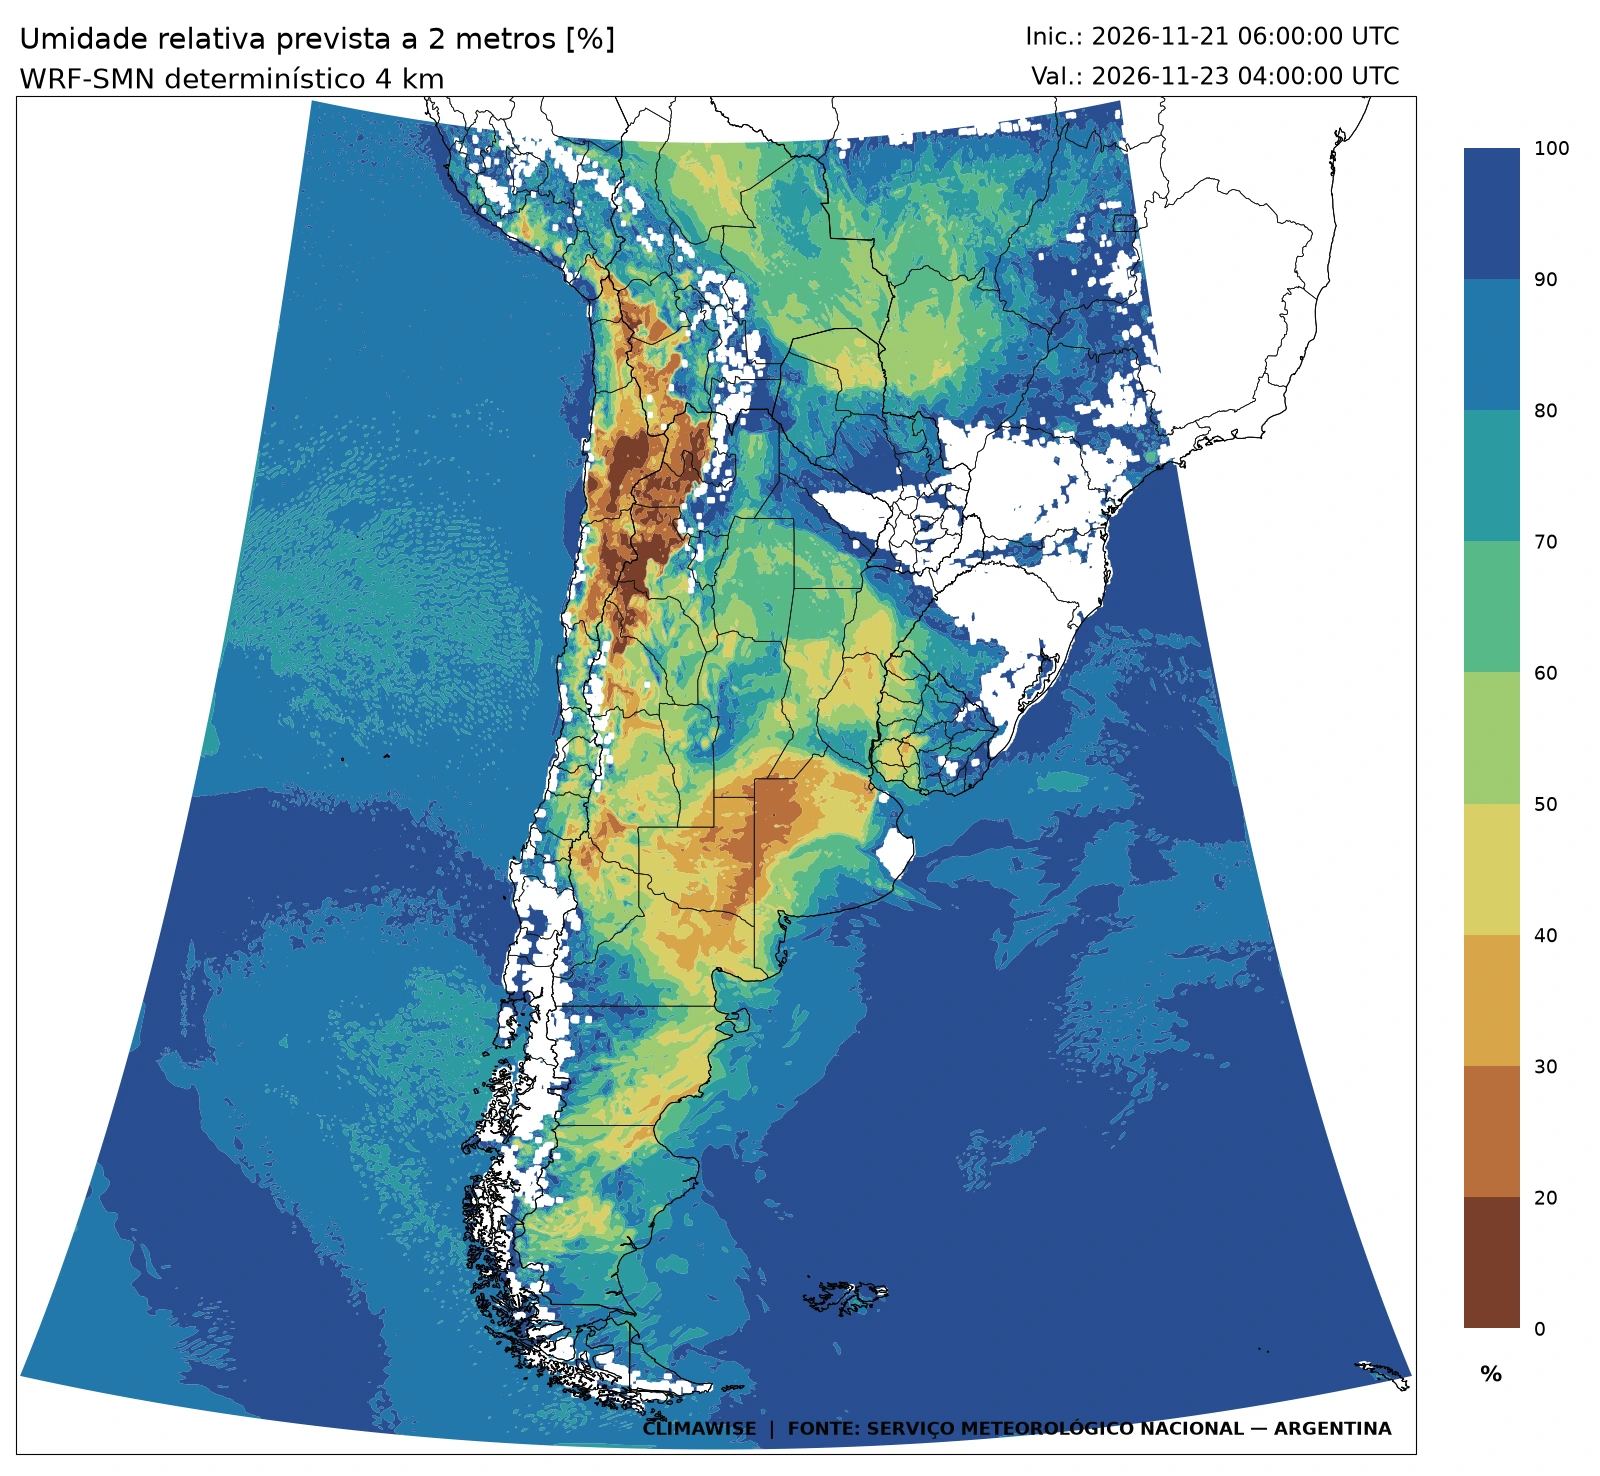 Umidade relativa prevista a 2 metros [%]
WRF-SMN determinístico 4 km
Inic.: 2026-11-21 06:00:00 UTC
Val.: 2026-11-23 04:00:00 UTC
100
90
80
70
60
50
40
30
20
0
%
CLIMAWISE | FONTE: SERVIÇO METEOROLÓGICO NACIONAL — ARGENTINA